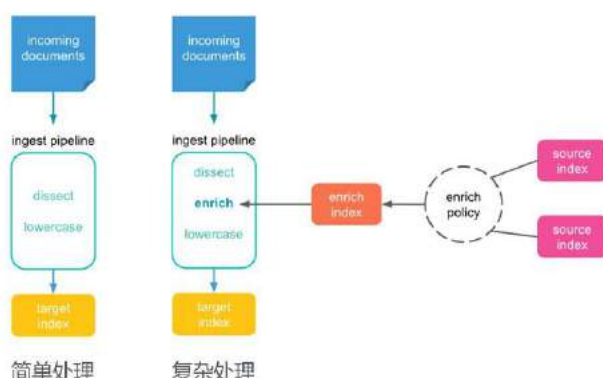 incoming
documents
ingest pipeline
dissect
lowercase
target
index
简单处理
incoming
documents
ingest pipeline
dissect
enrich
lowercase
target
index
复杂处理
enrich
index
enrich
policy
source
index
source
index